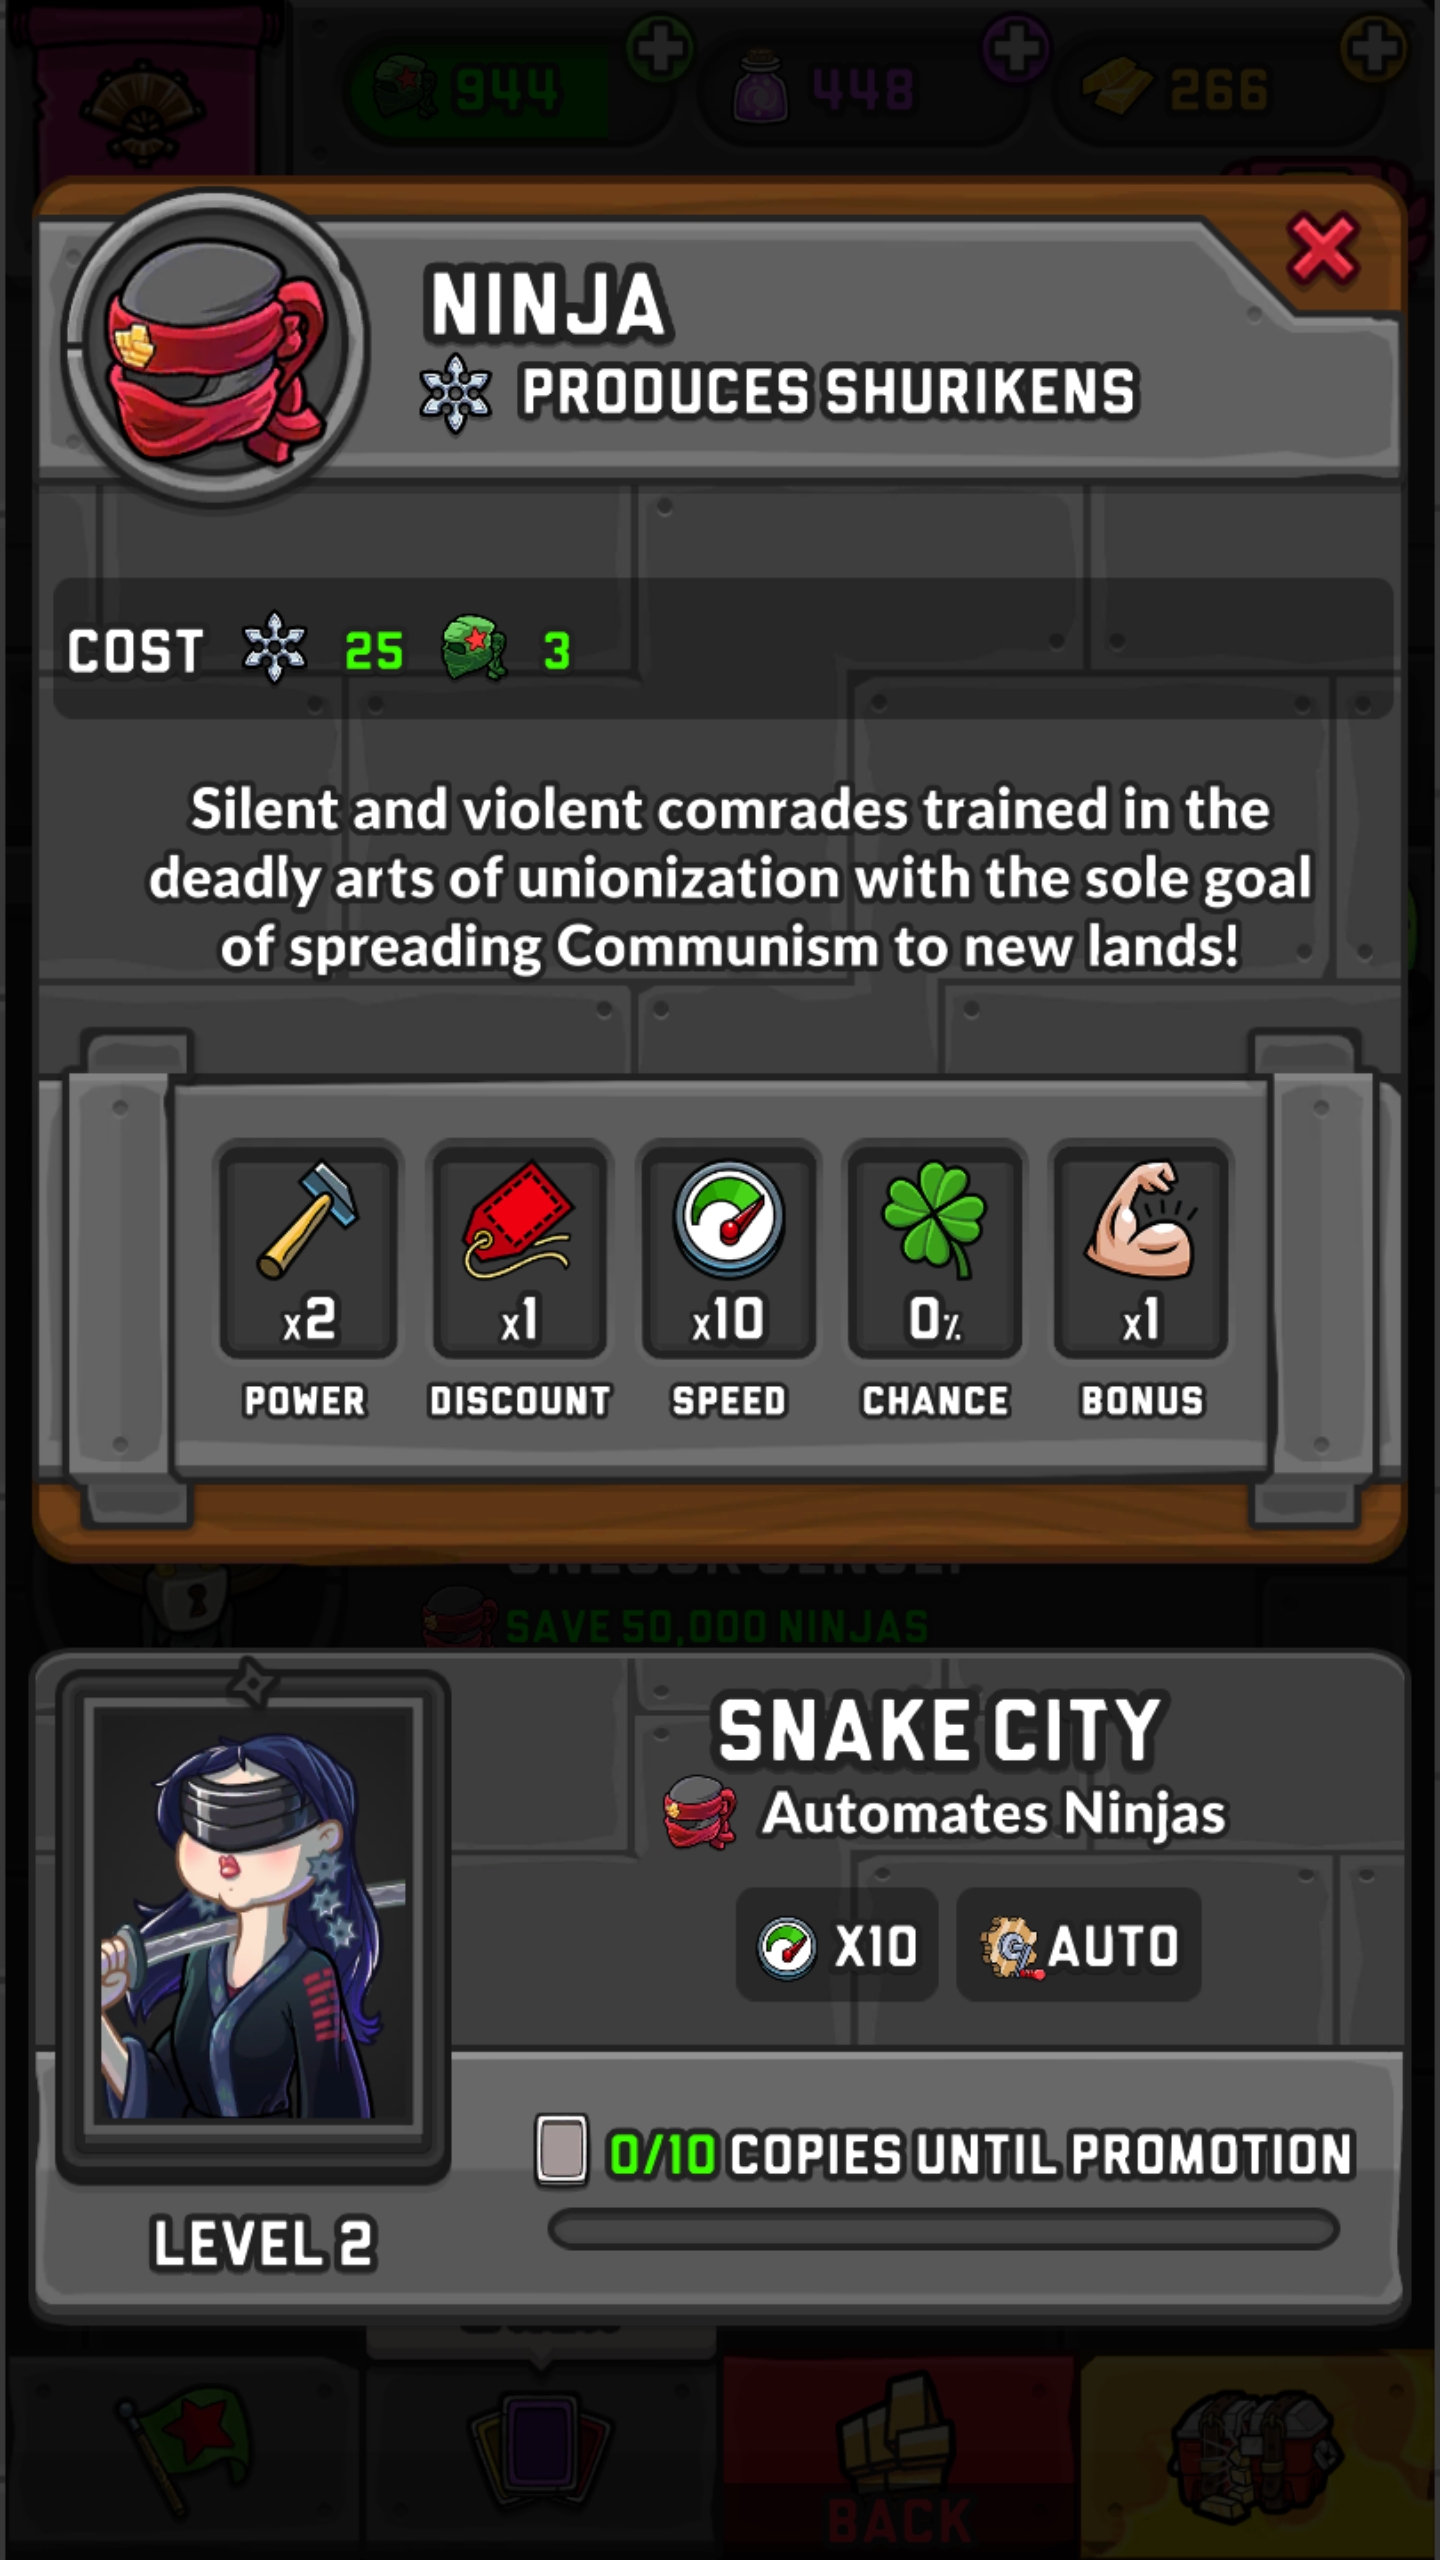 944 448 266
NINJA
PRODUCES SHURIKENS
COST 25 3
Silent and violent comrades trained in the
deadly arts of unionization with the sole goal
of spreading Communism to new lands!
x2 x1 x10 0% x1
POWER DISCOUNT SPEED CHANCE BONUS
SAVE 50,000 NINJAS
SNAKE CITY
Automates Ninjas
X10 AUTO
0/10 COPIES UNTIL PROMOTION
LEVEL 2
BACK